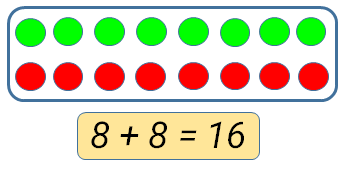 8 + 8 = 16